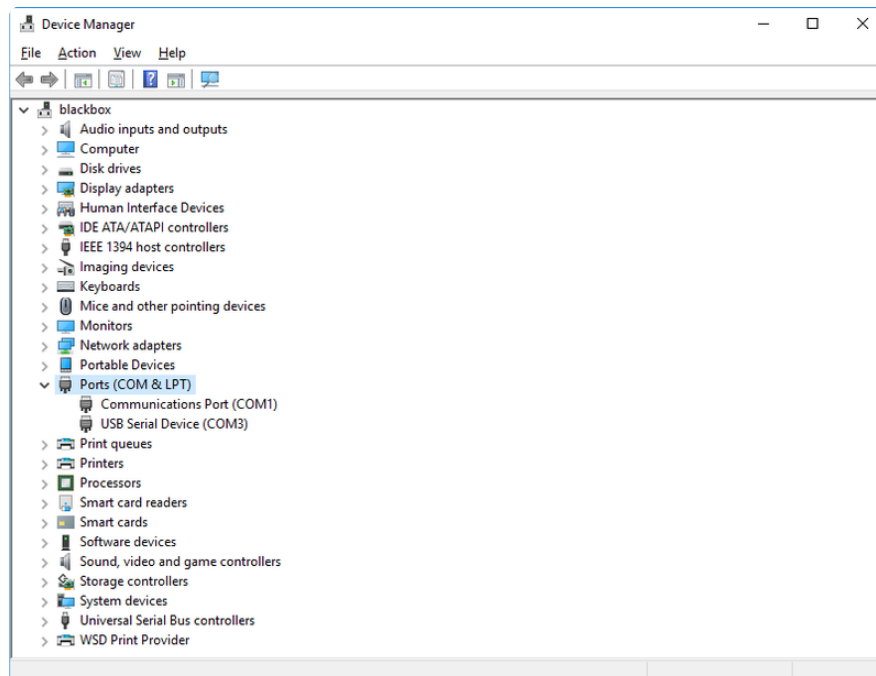 Device Manager
File Action View Help
blackbox
Audio inputs and outputs
Computer
Disk drives
Display adapters
Human Interface Devices
IDE ATA/ATAPI controllers
IEEE 1394 host controllers
Imaging devices
Keyboards
Mice and other pointing devices
Monitors
Network adapters
Portable Devices
Ports (COM & LPT)
Communications Port (COM1)
USB Serial Device (COM3)
Print queues
Printers
Processors
Smart card readers
Smart cards
Software devices
Sound, video and game controllers
Storage controllers
System devices
Universal Serial Bus controllers
WSD Print Provider